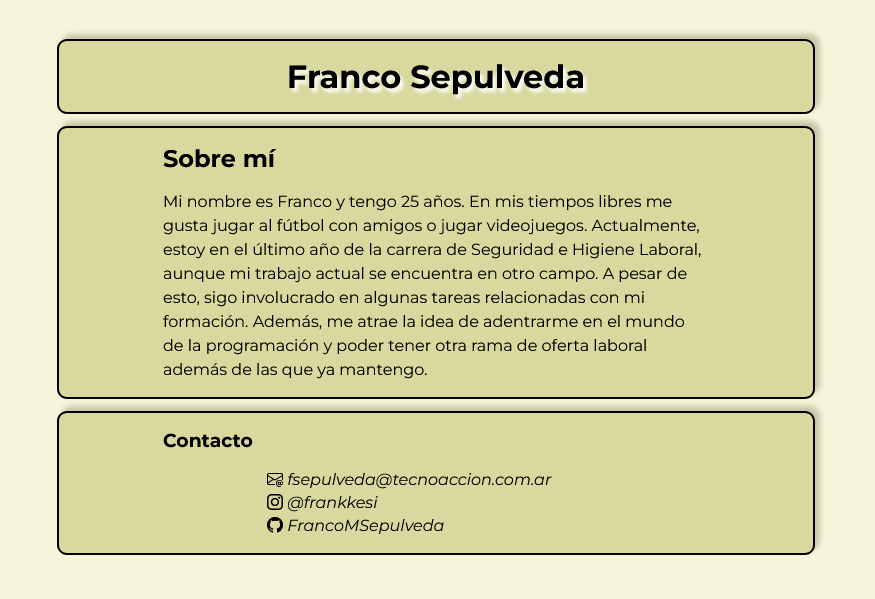 Franco Sepulveda
Sobre mí
Mi nombre es Franco y tengo 25 años. En mis tiempos libres me
gusta jugar al fútbol con amigos o jugar videojuegos. Actualmente,
estoy en el último año de la carrera de Seguridad e Higiene Laboral,
aunque mi trabajo actual se encuentra en otro campo. A pesar de
esto, sigo involucrado en algunas tareas relacionadas con mi
formación. Además, me atrae la idea de adentrarme en el mundo
de la programación y poder tener otra rama de oferta laboral
además de las que ya mantengo.
Contacto
fsepulveda@tecnoaccion.com.ar
@frankkesi
FrancoMSepulveda